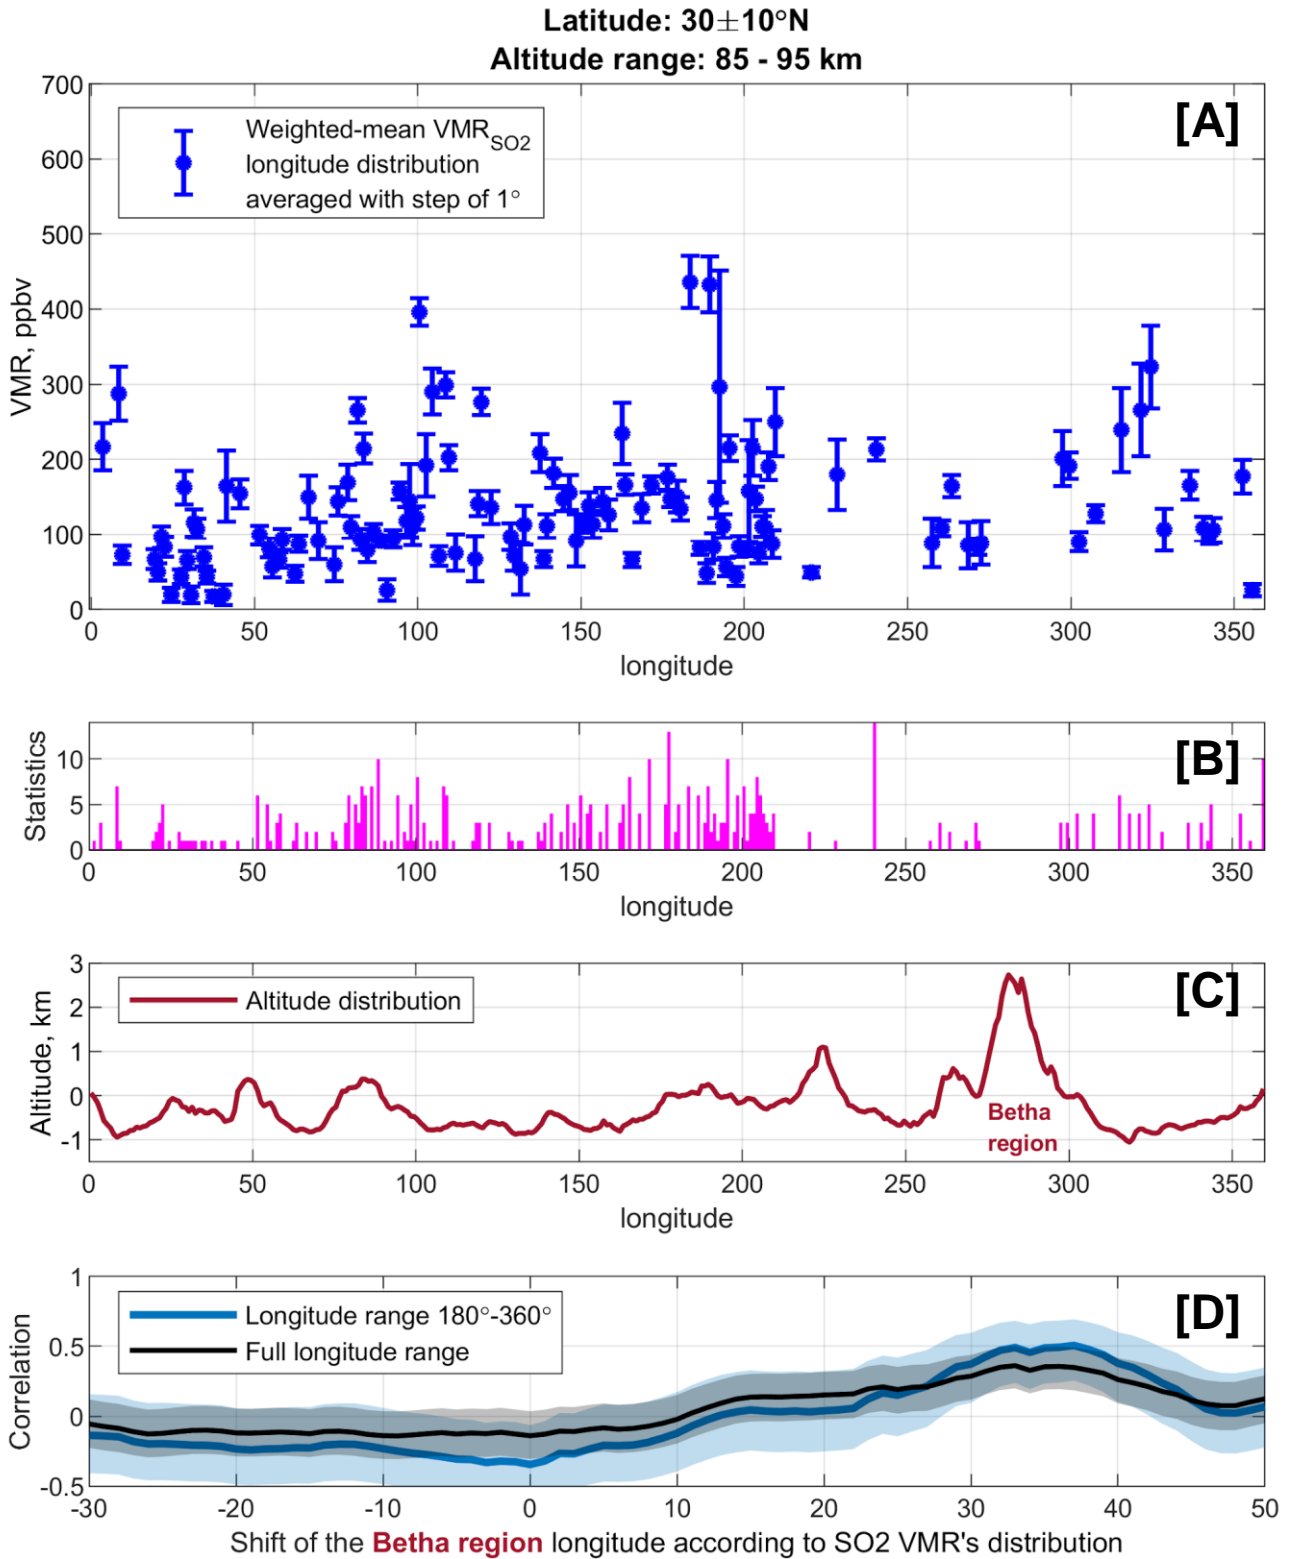 Latitude: 30±10°N
Altitude range: 85 - 95 km
[A]
Weighted-mean VMR_SO2
longitude distribution
averaged with step of 1°
VMR, ppbv
700
600
500
400
300
200
100
0
0 50 100 150 200 250 300 350
longitude
[B]
Statistics
10
5
0
0 50 100 150 200 250 300 350
longitude
[C]
Altitude distribution
Altitude, km
3
2
1
0
-1
Betha
region
0 50 100 150 200 250 300 350
longitude
[D]
Longitude range 180°-360°
Full longitude range
Correlation
1
0.5
0
-0.5
-30 -20 -10 0 10 20 30 40 50
Shift of the Betha region longitude according to SO2 VMR's distribution